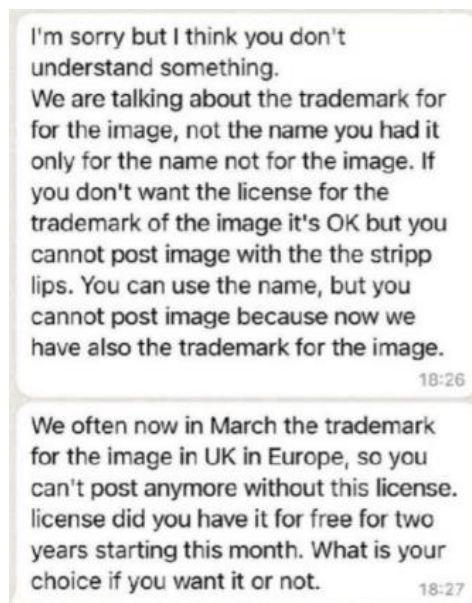 I'm sorry but I think you don't
understand something.
We are talking about the trademark for
for the image, not the name you had it
only for the name not for the image. If
you don't want the license for the
trademark of the image it's OK but you
cannot post image with the the stripp
lips. You can use the name, but you
cannot post image because now we
have also the trademark for the image.
18:26
We often now in March the trademark
for the image in UK in Europe, so you
can't post anymore without this license.
license did you have it for free for two
years starting this month. What is your
choice if you want it or not.
18:27